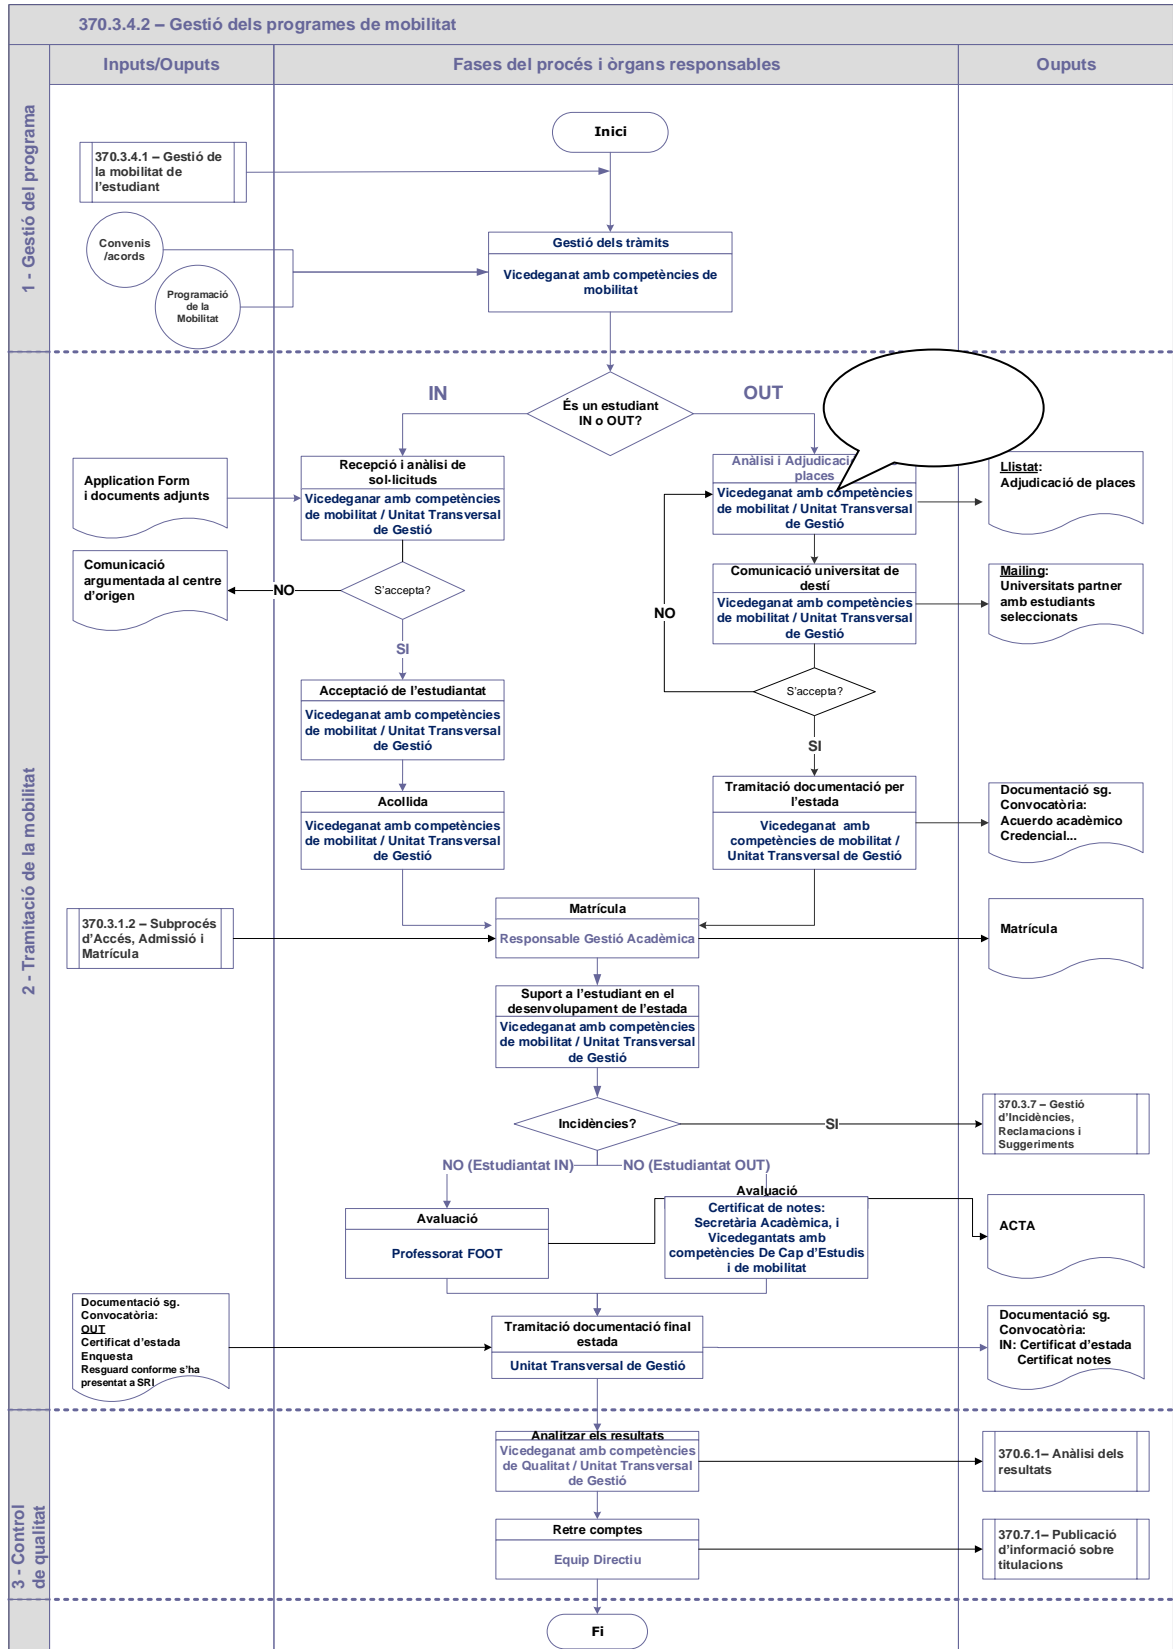 370.3.4.2 – Gestió dels programes de mobilitat
Inputs/Ouputs
Fases del procés i òrgans responsables
Ouputs
1 - Gestió del programa
Inici
370.3.4.1 – Gestió de
la mobilitat de
l'estudiant
Convenis
/acords
Programació
de la
Mobilitat
Gestió dels tràmits
Vicedeganat amb competències de
mobilitat
2 - Tramitació de la mobilitat
IN
És un estudiant
IN o OUT?
OUT
Application Form
i documents adjunts
Recepció i anàlisi de
sol·licituds
Vicedeganar amb competències
de mobilitat / Unitat Transversal
de Gestió
Anàlisi i Adjudicaci
places
Vicedeganat amb competències
de mobilitat / Unitat Transversal
de Gestió
Llistat:
Adjudicació de places
Comunicació
argumentada al centre
d'origen
NO
S'accepta?
SI
Comunicació universitat de
destí
Vicedeganat amb competències
de mobilitat / Unitat Transversal
de Gestió
Mailing:
Universitats partner
amb estudiants
seleccionats
NO
S'accepta?
SI
Acceptació de l'estudiantat
Vicedeganat amb competències
de mobilitat / Unitat Transversal
de Gestió
Acollida
Vicedeganat amb competències
de mobilitat / Unitat Transversal
de Gestió
Tramitació documentació per
l'estada
Vicedeganat amb
competències de mobilitat /
Unitat Transversal de Gestió
Documentació sg.
Convocatòria:
Acuerdo acadèmico
Credencial...
370.3.1.2 – Subprocés
d'Accés, Admissió i
Matrícula
Matrícula
Responsable Gestió Acadèmica
Matrícula
Suport a l'estudiant en el
desenvolupament de l'estada
Vicedeganat amb competències
de mobilitat / Unitat Transversal
de Gestió
Incidències?
SI
370.3.7 – Gestió
d'Incidències,
Reclamacions i
Suggeriments
NO (Estudiantat IN)
NO (Estudiantat OUT)
Avaluació
Professorat FOOT
Avaluació
Certificat de notes:
Secretària Acadèmica, i
Vicedegantats amb
competències De Cap d'Estudis
i de mobilitat
ACTA
Documentació sg.
Convocatòria:
OUT
Certificat d'estada
Enquesta
Resguard conforme s'ha
presentat a SRI
Tramitació documentació final
estada
Unitat Transversal de Gestió
Documentació sg.
Convocatòria:
IN: Certificat d'estada
Certificat notes
3 - Control
de qualitat
Analitzar els resultats
Vicedeganat amb competències
de Qualitat / Unitat Transversal
de Gestió
370.6.1– Anàlisi dels
resultats
Retre comptes
Equip Directiu
370.7.1– Publicació
d'informació sobre
titulacions
Fi